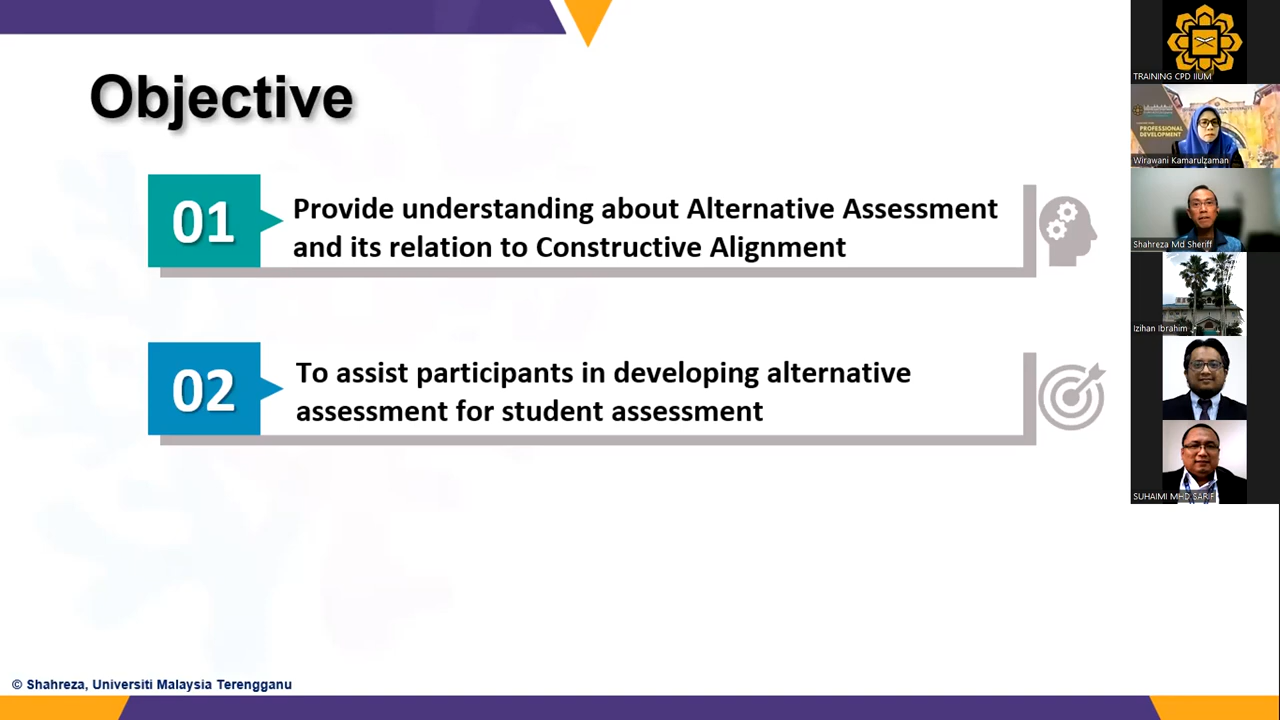 Objective
01
Provide understanding about Alternative Assessment
and its relation to Constructive Alignment
02
To assist participants in developing alternative
assessment for student assessment
© Shahreza, Universiti Malaysia Terengganu
TRAINING CPD IIUM
PROFESSIONAL
DEVELOPMENT
Wirawani Kamarulzaman
Shahreza Md Sheriff
Izihan Ibrahim
SUHAIMI MHD SARIF